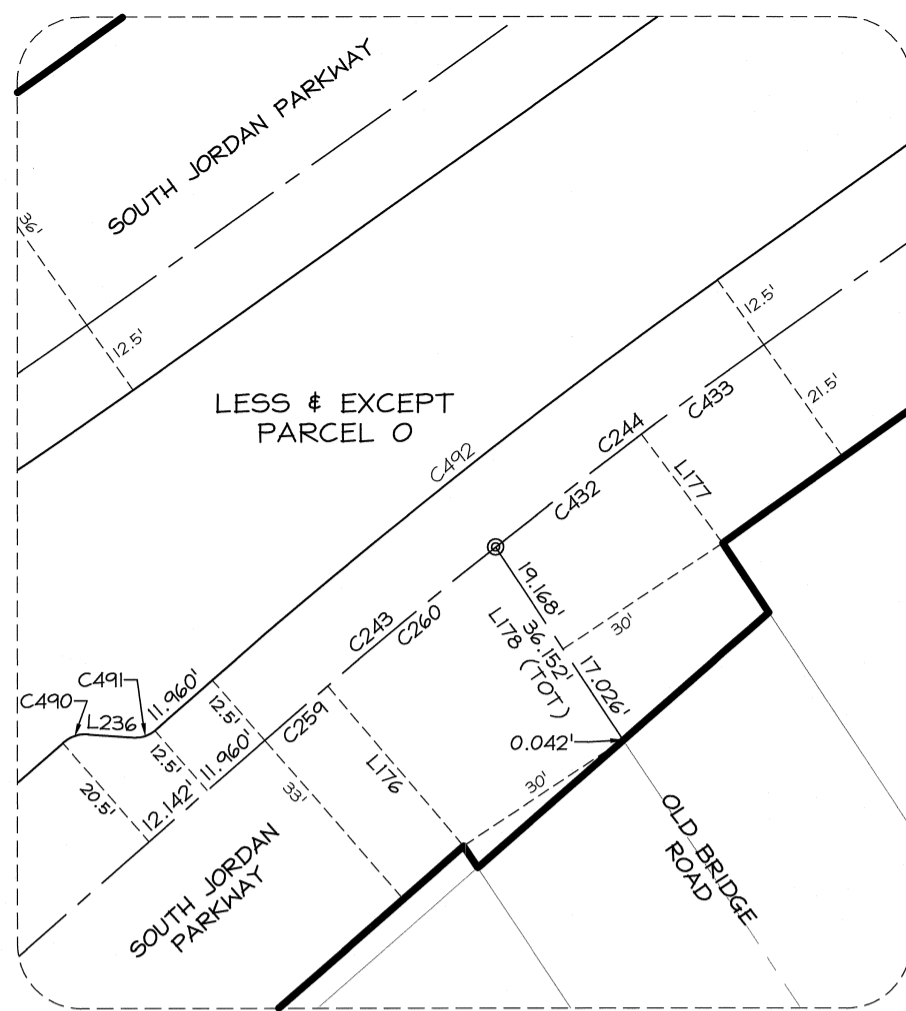 SOUTH JORDAN PARKWAY
36'
12.5'
12.5'
21.5'
LESS & EXCEPT
PARCEL O
C492
C244
C433
C432
L177
19.168'
36.152'
L178 (TOT)
17.026'
30'
C243
C260
C491
C490
L236
11.960'
12.5'
C259
12.5'
11.960'
20.5'
12.142'
33'
L176
0.042'
30'
SOUTH JORDAN
PARKWAY
OLD BRIDGE
ROAD